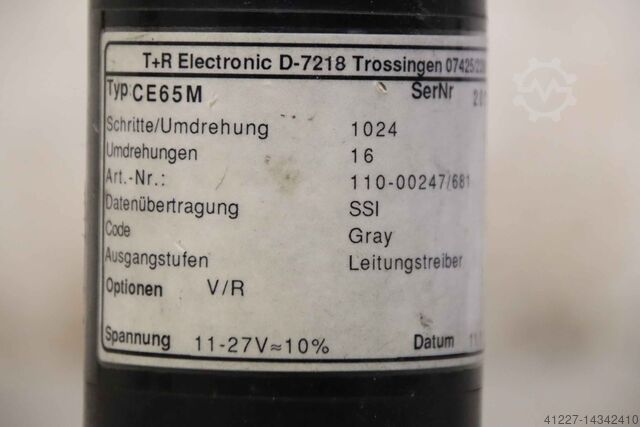 T+R Electronic D-7218 Trossingen
Typ CE65M SerNr
Schritte/Umdrehung 1024
Umdrehungen 16
Art.-Nr.: 110-00247/681
Datenübertragung SSI
Code Gray
Ausgangstufen Leitungstreiber
Optionen V/R
Spannung 11-27V≈10% Datum
41227-14342410